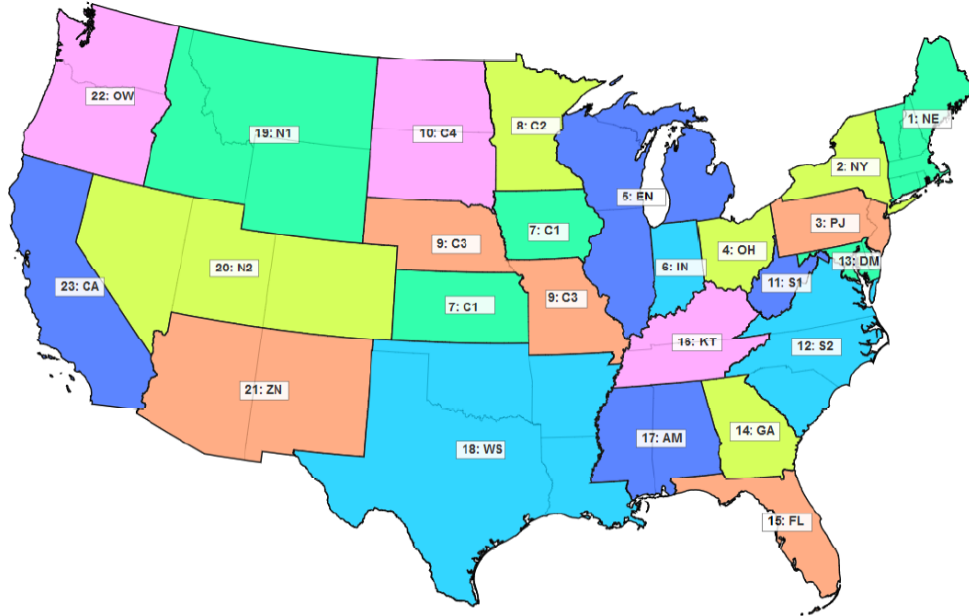 1: NE
22: OW
8: C2
19: N1
10: C4
2: NY
5: EN
3: PJ
7: C1
9: C3
4: OH
13: DM
6: IN
20: N2
11: S1
23: CA
7: C1
9: C3
16: KT
12: S2
21: ZN
14: GA
17: AM
18: WS
15: FL